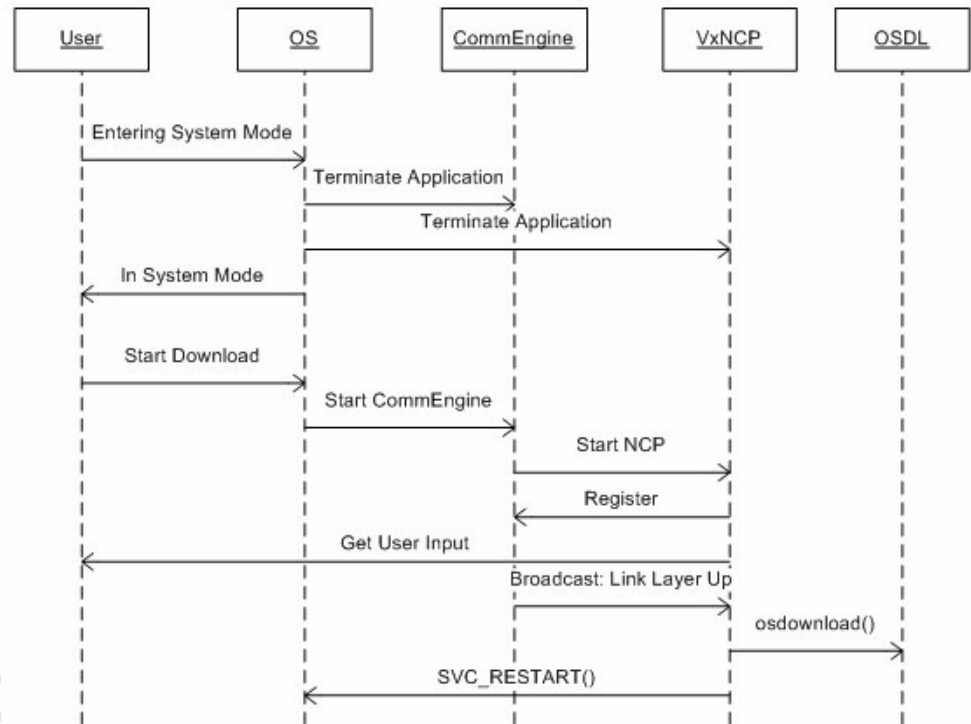 User
OS
CommEngine
VxNCP
OSDL
Entering System Mode
Terminate Application
Terminate Application
In System Mode
Start Download
Start CommEngine
Start NCP
Register
Get User Input
Broadcast: Link Layer Up
osdownload()
SVC_RESTART()